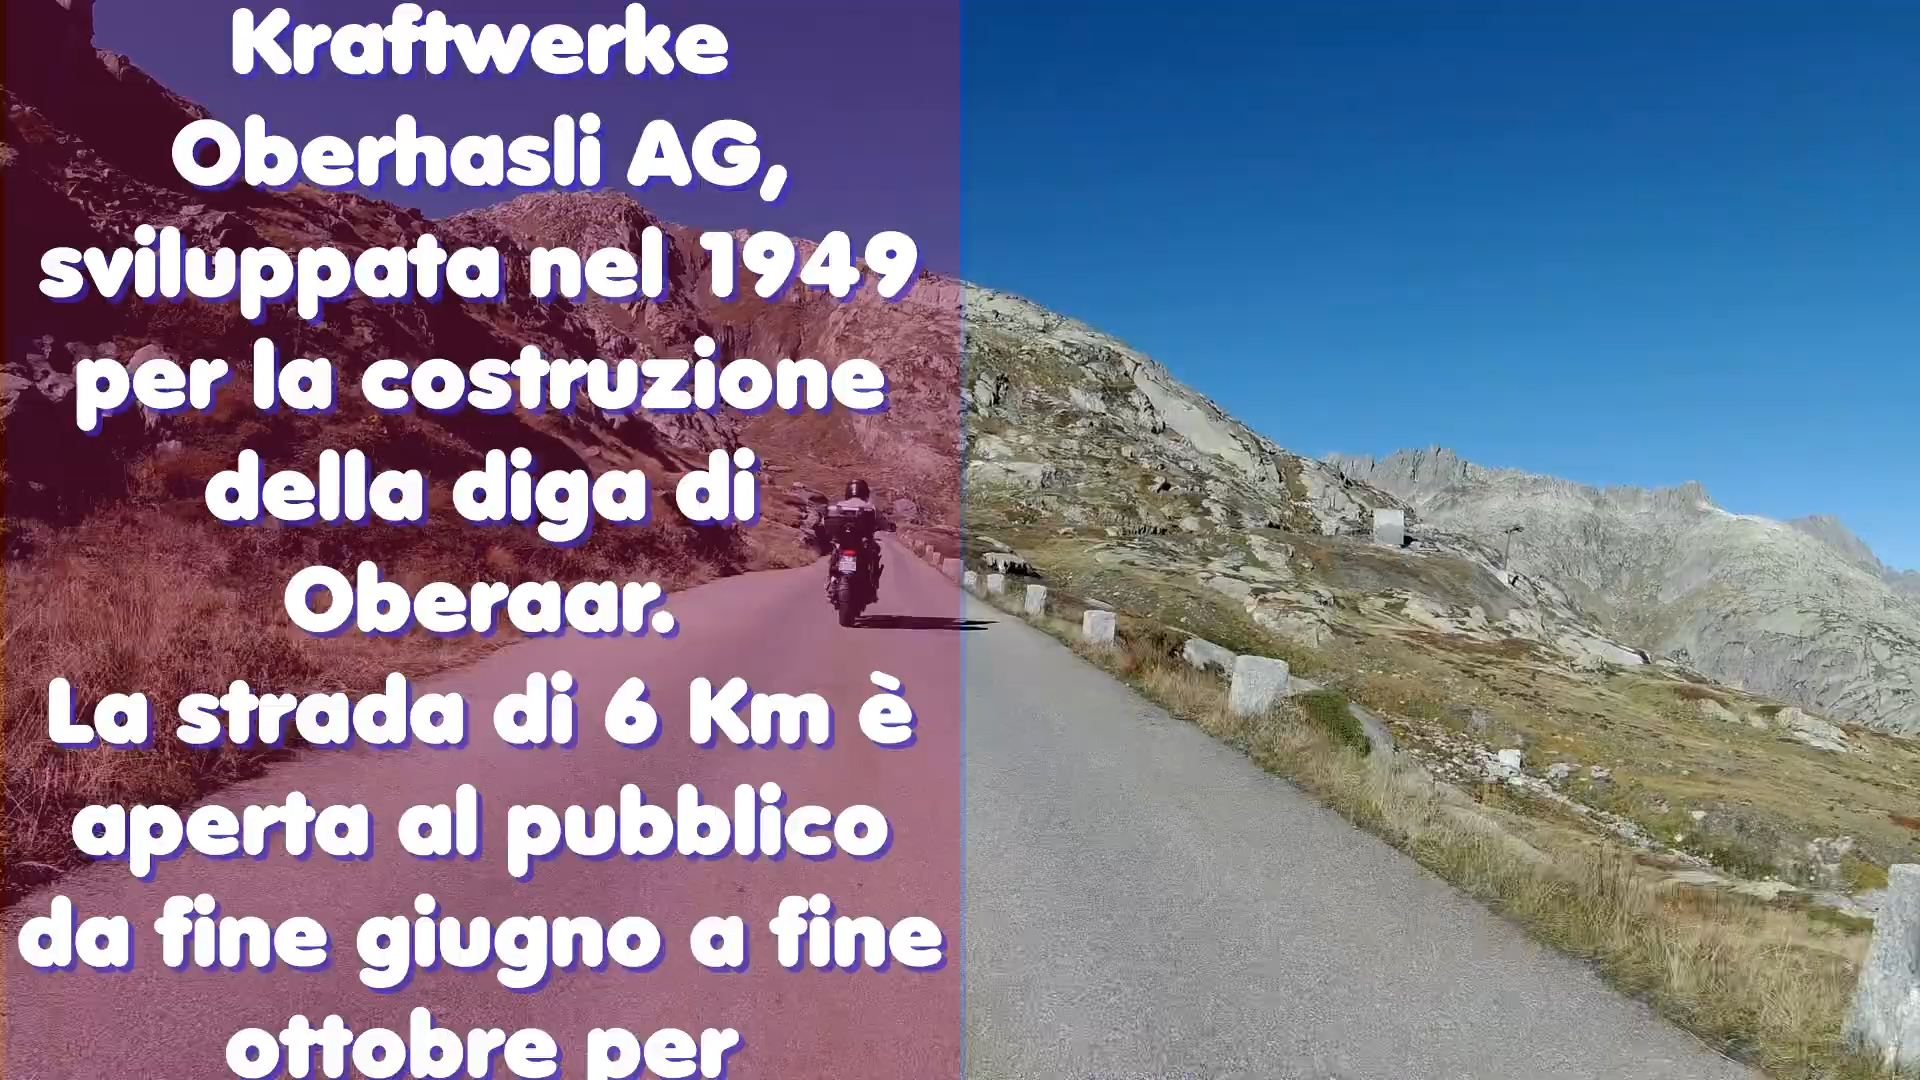 Kraftwerke
Oberhasli AG,
sviluppata nel 1949
per la costruzione
della diga di
Oberaar.
La strada di 6 Km è
aperta al pubblico
da fine giugno a fine
ottobre per